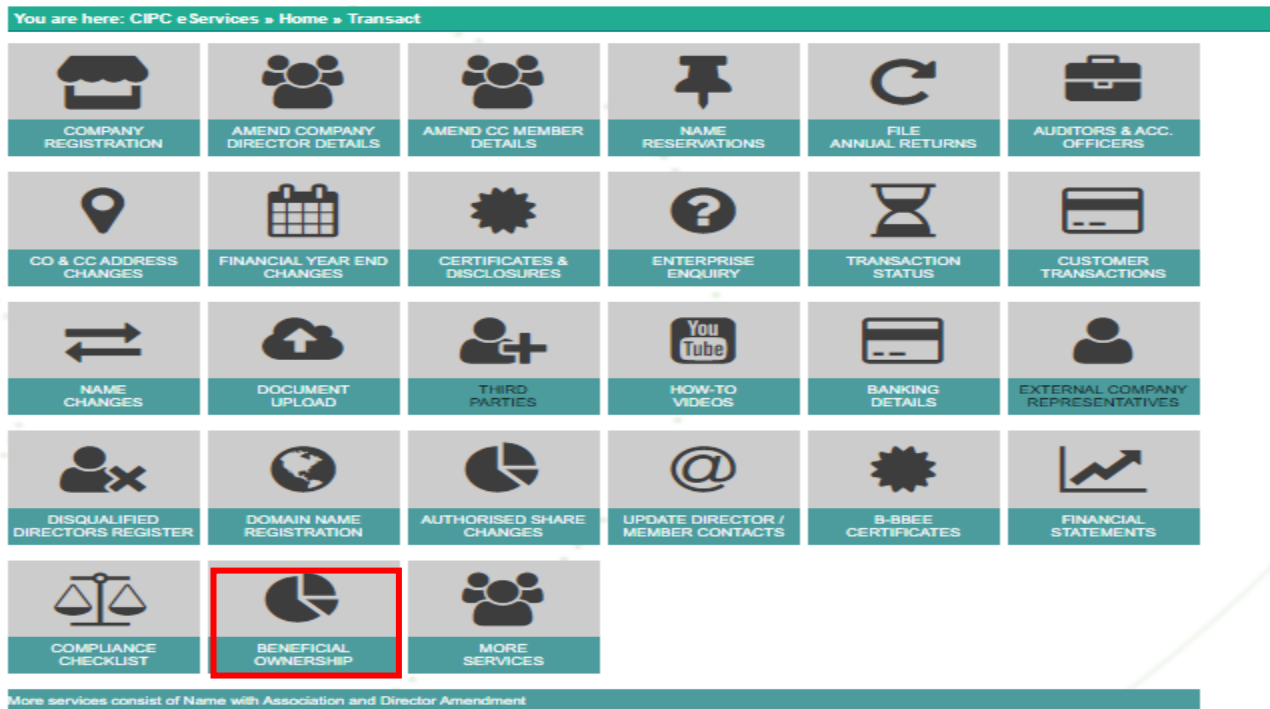 You are here: CIPC eServices » Home » Transact
COMPANY
REGISTRATION
AMEND COMPANY
DIRECTOR DETAILS
AMEND CC MEMBER
DETAILS
NAME
RESERVATIONS
FILE
ANNUAL RETURNS
AUDITORS & ACC.
OFFICERS
CO & CC ADDRESS
CHANGES
FINANCIAL YEAR END
CHANGES
CERTIFICATES &
DISCLOSURES
ENTERPRISE
ENQUIRY
TRANSACTION
STATUS
CUSTOMER
TRANSACTIONS
NAME
CHANGES
DOCUMENT
UPLOAD
THIRD
PARTIES
You
Tube
HOW-TO
VIDEOS
BANKING
DETAILS
EXTERNAL COMPANY
REPRESENTATIVES
DISQUALIFIED
DIRECTORS REGISTER
DOMAIN NAME
REGISTRATION
AUTHORISED SHARE
CHANGES
@
UPDATE DIRECTOR /
MEMBER CONTACTS
B-BBEE
CERTIFICATES
FINANCIAL
STATEMENTS
COMPLIANCE
CHECKLIST
BENEFICIAL
OWNERSHIP
MORE
SERVICES
More services consist of Name with Association and Director Amendment